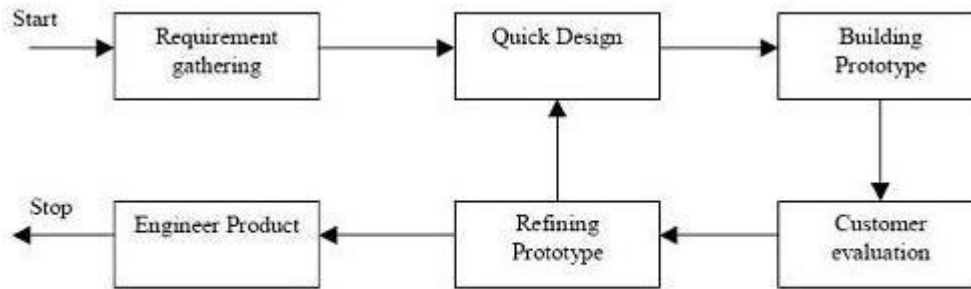 Start
Requirement
gathering
Quick Design
Building
Prototype
Stop
Engineer Product
Refining
Prototype
Customer
evaluation